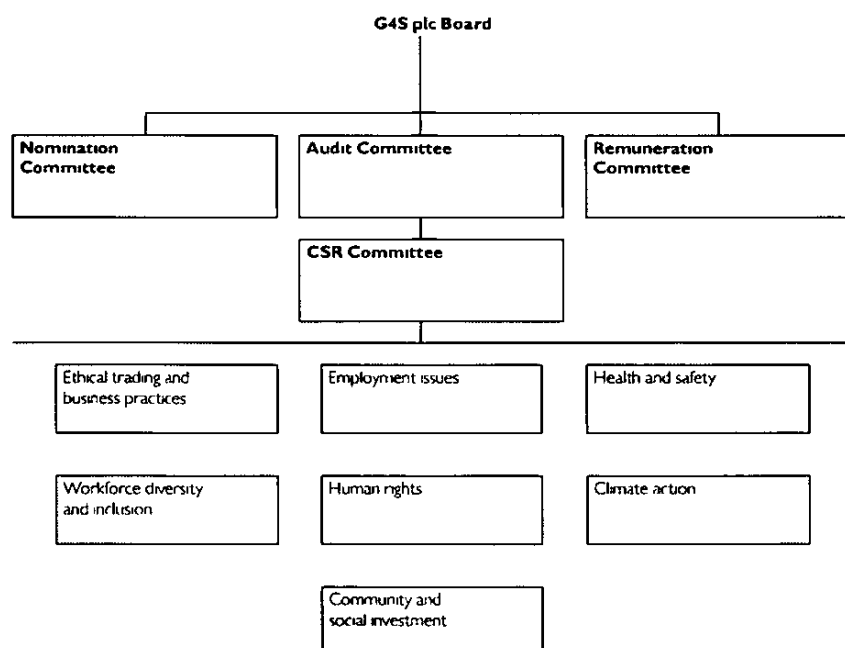 G4S plc Board
Nomination
Committee
Audit Committee
Remuneration
Committee
CSR Committee
Ethical trading and
business practices
Employment issues
Health and safety
Workforce diversity
and inclusion
Human rights
Climate action
Community and
social investment